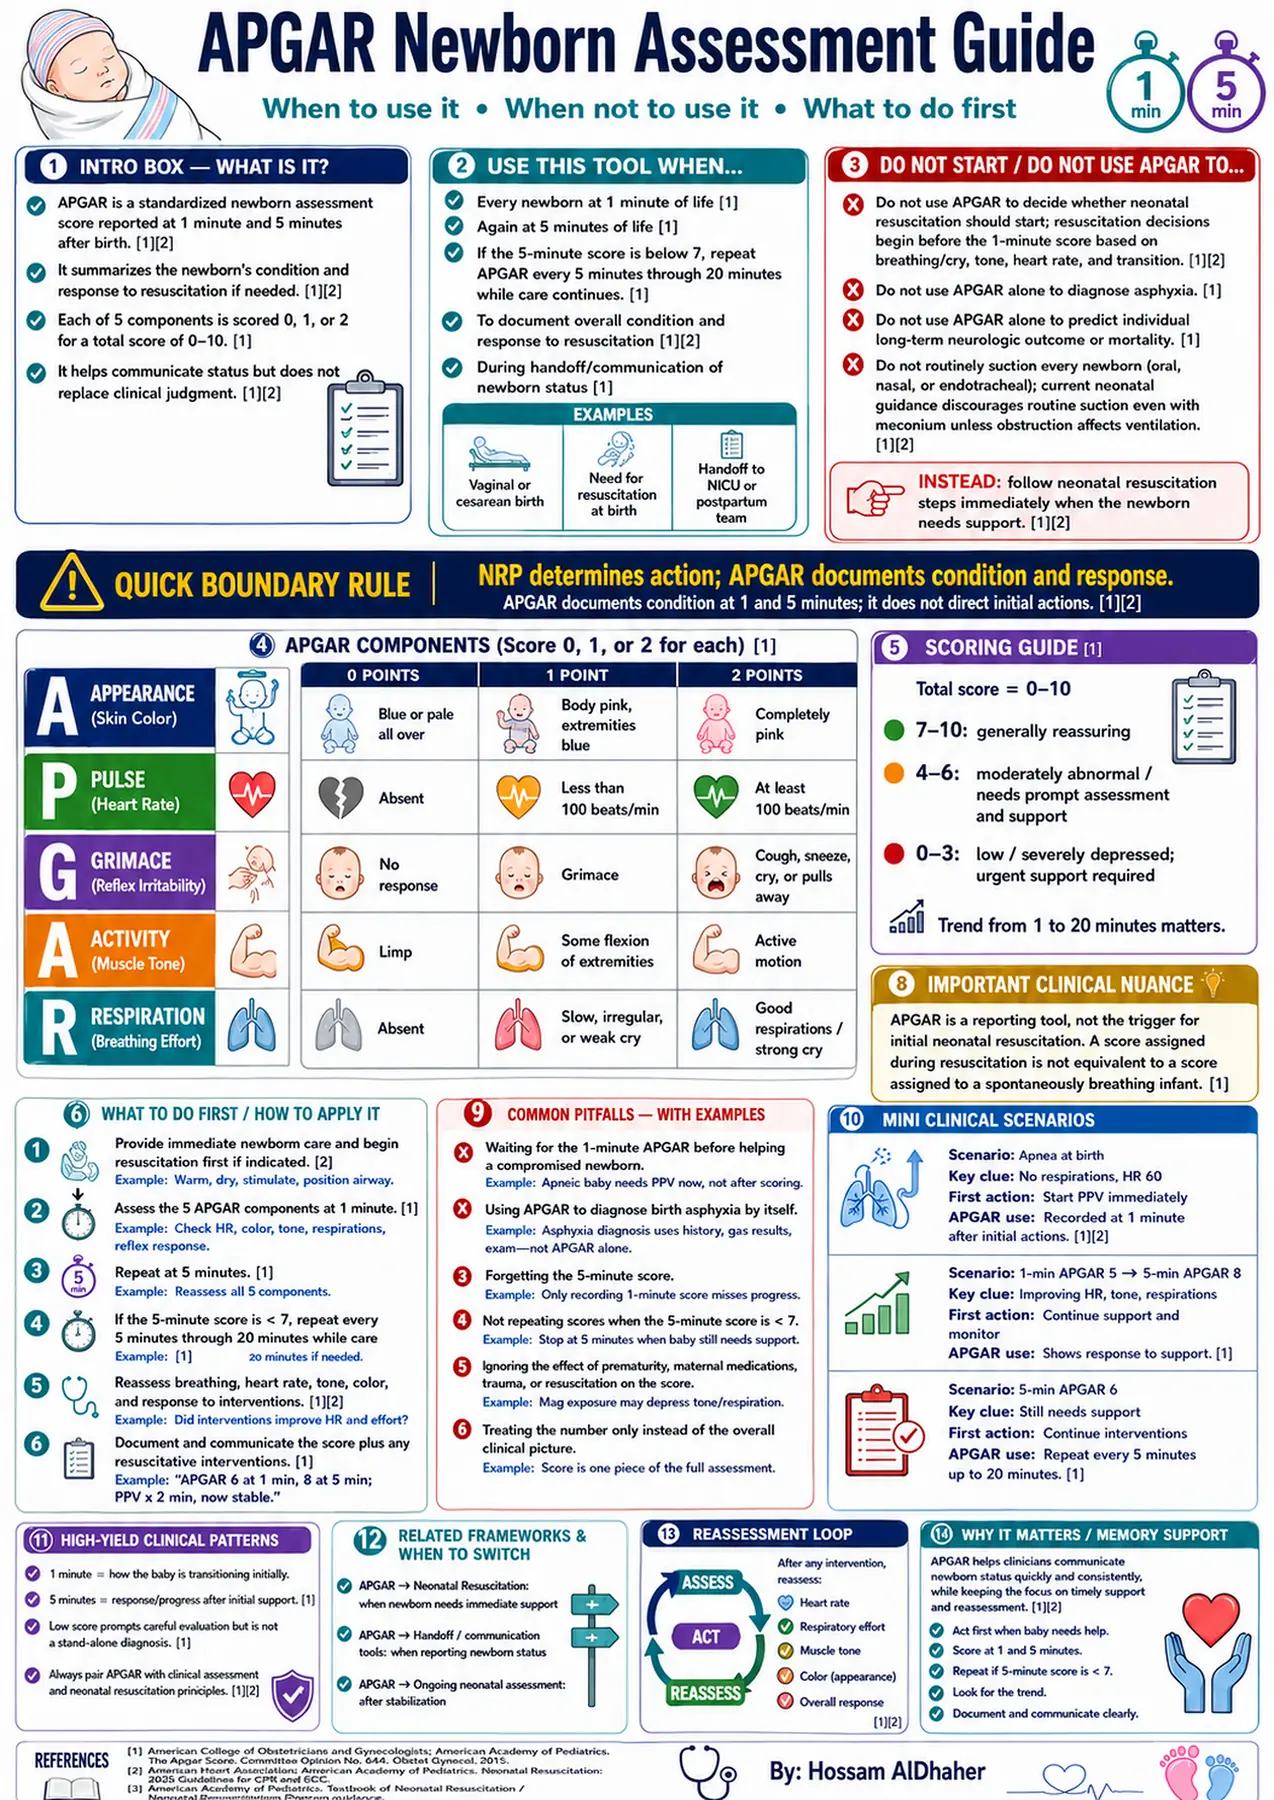 APGAR Newborn Assessment Guide
When to use it • When not to use it • What to do first
1 min
5 min
1 INTRO BOX — WHAT IS IT?
APGAR is a standardized newborn assessment
score reported at 1 minute and 5 minutes
after birth. [1][2]
It summarizes the newborn's condition and
response to resuscitation if needed. [1][2]
Each of 5 components is scored 0, 1, or 2
for a total score of 0–10. [1]
It helps communicate status but does not
replace clinical judgment. [1][2]
2 USE THIS TOOL WHEN...
Every newborn at 1 minute of life [1]
Again at 5 minutes of life [1]
If the 5-minute score is below 7, repeat
APGAR every 5 minutes through 20 minutes
while care continues. [1]
To document overall condition and
response to resuscitation [1][2]
During handoff/communication of
newborn status [1]
EXAMPLES
Vaginal or
cesarean birth
Need for
resuscitation
at birth
Handoff to
NICU or
postpartum
team
3 DO NOT START / DO NOT USE APGAR TO...
Do not use APGAR to decide whether neonatal
resuscitation should start; resuscitation decisions
begin before the 1-minute score based on
breathing/cry, tone, heart rate, and transition. [1][2]
Do not use APGAR alone to diagnose asphyxia. [1]
Do not use APGAR alone to predict individual
long-term neurologic outcome or mortality. [1]
Do not routinely suction every newborn (oral,
nasal, or endotracheal); current neonatal
guidance discourages routine suction even with
meconium unless obstruction affects ventilation.
[1][2]
INSTEAD: follow neonatal resuscitation
steps immediately when the newborn
needs support. [1][2]
QUICK BOUNDARY RULE
NRP determines action; APGAR documents condition and response.
APGAR documents condition at 1 and 5 minutes; it does not direct initial actions. [1][2]
4 APGAR COMPONENTS (Score 0, 1, or 2 for each) [1]
0 POINTS 1 POINT 2 POINTS
A APPEARANCE
(Skin Color)
Blue or pale
all over
Body pink,
extremities
blue
Completely
pink
P PULSE
(Heart Rate)
Absent
Less than
100 beats/min
At least
100 beats/min
G GRIMACE
(Reflex Irritability)
No
response
Grimace
Cough, sneeze,
cry, or pulls
away
A ACTIVITY
(Muscle Tone)
Limp
Some flexion
of extremities
Active
motion
R RESPIRATION
(Breathing Effort)
Absent
Slow, irregular,
or weak cry
Good
respirations /
strong cry
5 SCORING GUIDE [1]
Total score = 0–10
7–10: generally reassuring
4–6: moderately abnormal /
needs prompt assessment
and support
0–3: low / severely depressed;
urgent support required
Trend from 1 to 20 minutes matters.
8 IMPORTANT CLINICAL NUANCE
APGAR is a reporting tool, not the trigger for
initial neonatal resuscitation. A score assigned
during resuscitation is not equivalent to a score
assigned to a spontaneously breathing infant. [1]
6 WHAT TO DO FIRST / HOW TO APPLY IT
1 Provide immediate newborm care and begin
resuscitation first if indicated. [2]
Example: Warm, dry, stimulate, position airway.
2 Assess the 5 APGAR components at 1 minute. [1]
Example: Check HR, color, tone, respirations,
reflex response.
3 5 min Repeat at 5 minutes. [1]
Example: Reassess all 5 components.
4 If the 5-minute score is < 7, repeat every
5 minutes through 20 minutes while care
Example: [1] 20 minutes if needed.
5 Reassess breathing, heart rate, tone, color,
and response to interventions. [1][2]
Example: Did interventions improve HR and effort?
6 Document and communicate the score plus any
resuscitative interventions. [1]
Example: "APGAR 6 at 1 min, 8 at 5 min;
PPV x 2 min, now stable."
9 COMMON PITFALLS — WITH EXAMPLES
Waiting for the 1-minute APGAR before helping
a compromised newborn.
Example: Apneic baby needs PPV now, not after scoring.
Using APGAR to diagnose birth asphyxia by itself.
Example: Asphyxia diagnosis uses history, gas results,
exam—not APGAR alone.
3 Forgetting the 5-minute score.
Example: Only recording 1-minute score misses progress.
4 Not repeating scores when the 5-minute score is < 7.
Example: Stop at 5 minutes when baby still needs support.
5 Ignoring the effect of prematurity, maternal medications,
trauma, or resuscitation on the score.
Example: Mag exposure may depress tone/respiration.
6 Treating the number only instead of the overall
clinical picture.
Example: Score is one piece of the full assessment.
10 MINI CLINICAL SCENARIOS
Scenario: Apnea at birth
Key clue: No respirations, HR 60
First action: Start PPV immediately
APGAR use: Recorded at 1 minute
after initial actions. [1][2]
Scenario: 1-min APGAR 5 → 5-min APGAR 8
Key clue: Improving HR, tone, respirations
First action: Continue support and
monitor
APGAR use: Shows response to support. [1]
Scenario: 5-min APGAR 6
Key clue: Still needs support
First action: Continue interventions
APGAR use: Repeat every 5 minutes
up to 20 minutes. [1]
11 HIGH-YIELD CLINICAL PATTERNS
1 minute = how the baby is transitioning initially.
5 minutes = response/progress after initial support. [1]
Low score prompts careful evaluation but is not
a stand-alone diagnosis. [1]
Always pair APGAR with clinical assessment
and neonatal resuscitation principles. [1][2]
12 RELATED FRAMEWORKS &
WHEN TO SWITCH
APGAR → Neonatal Resuscitation:
when newborn needs immediate support
APGAR → Handoff / communication
tools: when reporting newborn status
APGAR → Ongoing neonatal assessment:
after stabilization
13 REASSESSMENT LOOP
ASSESS
ACT
REASSESS
After any intervention,
reassess:
Heart rate
Respiratory effort
Muscle tone
Color (appearance)
Overall response
[1][2]
14 WHY IT MATTERS / MEMORY SUPPORT
APGAR helps clinicians communicate
newborn status quickly and consistently,
while keeping the focus on timely support
and reassessment. [1][2]
Act first when baby needs help.
Score at 1 and 5 minutes.
Repeat if 5-minute score is < 7.
Look for the trend.
Document and communicate clearly.
REFERENCES
[1] American College of Obstetricians and Gynecologists; American Academy of Pediatrics.
The Apgar Score. Committee Opinion No. 644. Obstet Gynecol. 2015.
[2] American Heart Association; American Academy of Pediatrics. Neonatal Resuscitation:
2025 Guidelines for CPR and ECC.
[3] American Academy of Pediatrics. Textbook of Neonatal Resuscitation /
By: Hossam AlDhaher